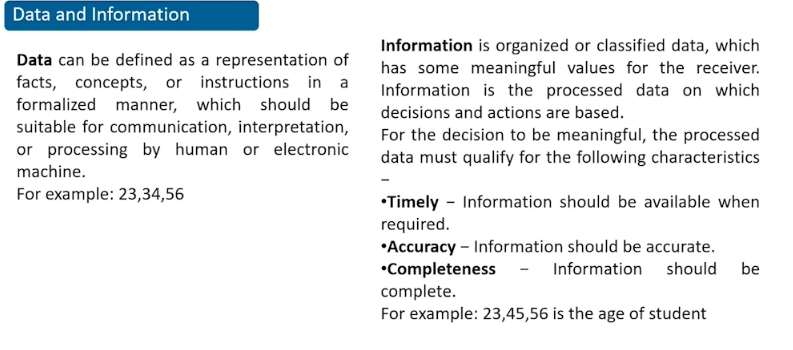 Data and Information
Data can be defined as a representation of
facts, concepts, or instructions in a
formalized manner, which should be
suitable for communication, interpretation,
or processing by human or electronic
machine.
For example: 23,34,56
Information is organized or classified data, which
has some meaningful values for the receiver.
Information is the processed data on which
decisions and actions are based.
For the decision to be meaningful, the processed
data must qualify for the following characteristics
–
•Timely – Information should be available when
required.
•Accuracy – Information should be accurate.
•Completeness – Information should be
complete.
For example: 23,45,56 is the age of student